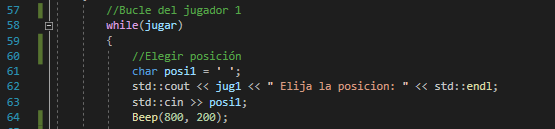 57 //Bucle del jugador 1
58 while(jugar)
59 {
60 //Elegir posición
61 char posi1 = ' ';
62 std::cout << jug1 << " Elija la posicion: " << std::endl;
63 std::cin >> posi1;
64 Beep(800, 200);